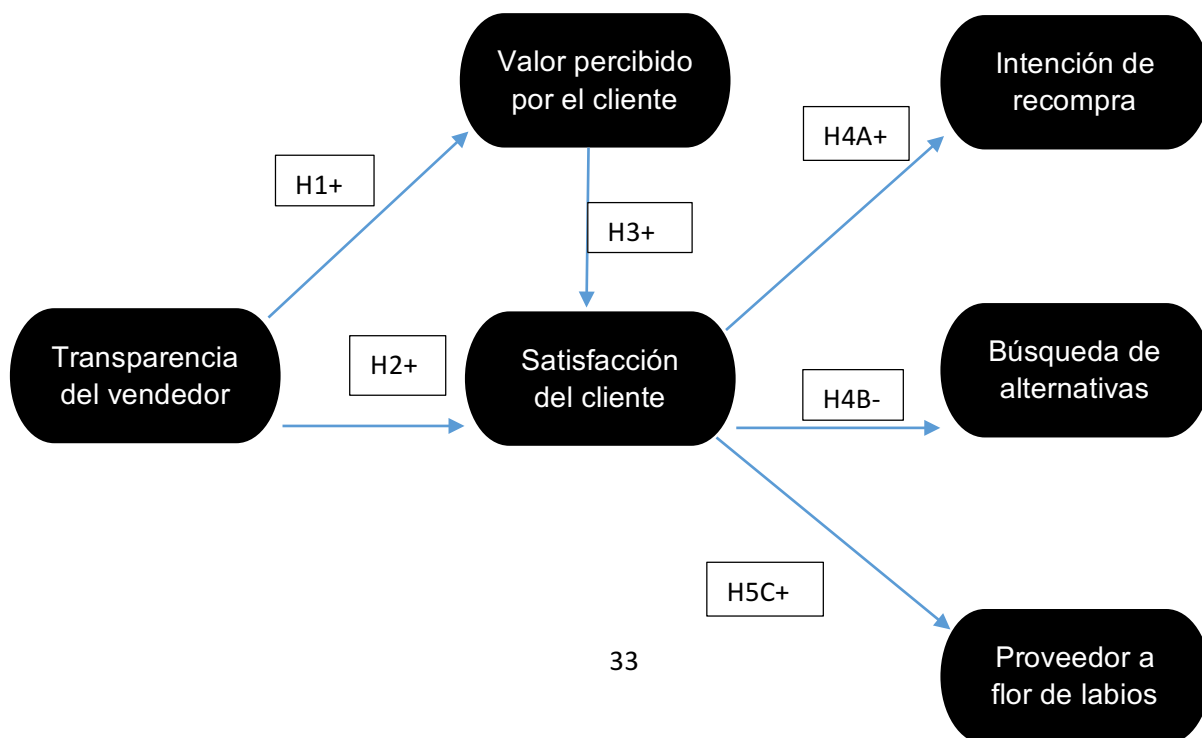 Valor percibido
por el cliente
Intención de
recompra
H4A+
H1+
H3+
Transparencia
del vendedor
H2+
Satisfacción
del cliente
H4B-
Búsqueda de
alternativas
H5C+
33
Proveedor a
flor de labios